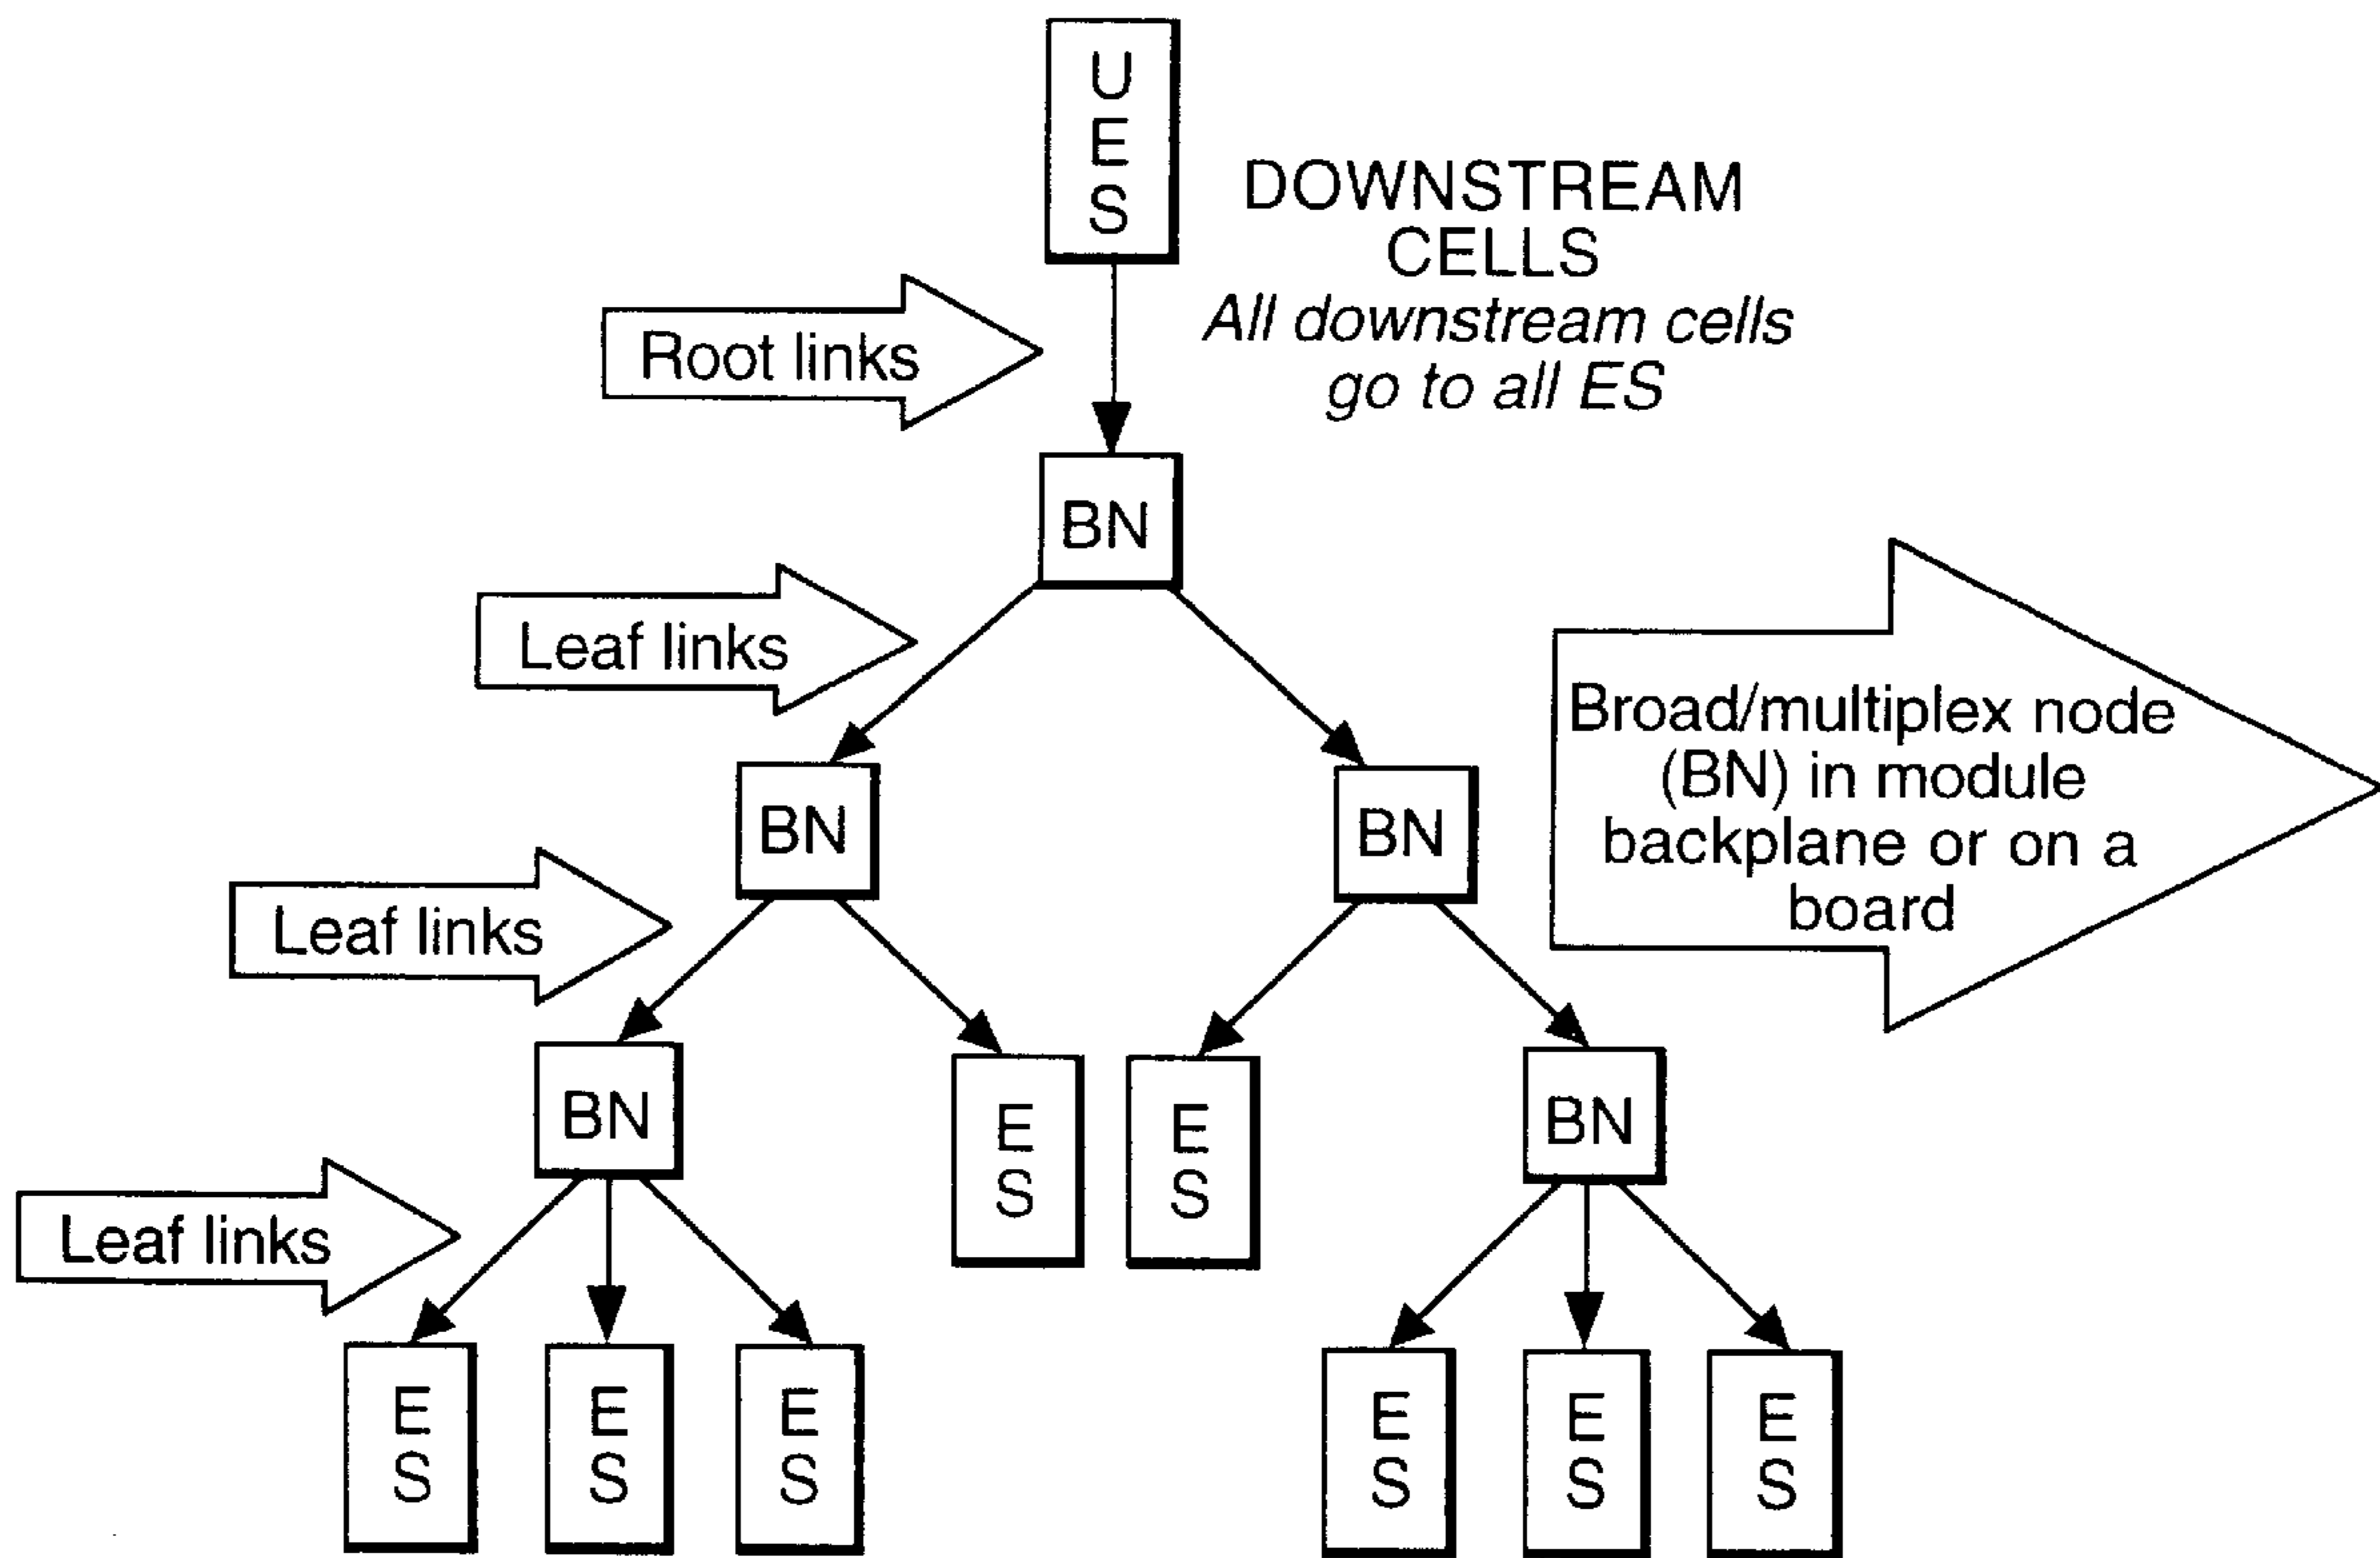 U
E
S
DOWNSTREAM
CELLS
All downstream cells
go to all ES
Root links
BN
Leaf links
BN
BN
Broad/multiplex node
(BN) in module
backplane or on a
board
Leaf links
BN
E
S
E
S
BN
Leaf links
E
S
E
S
E
S
E
S
E
S
E
S